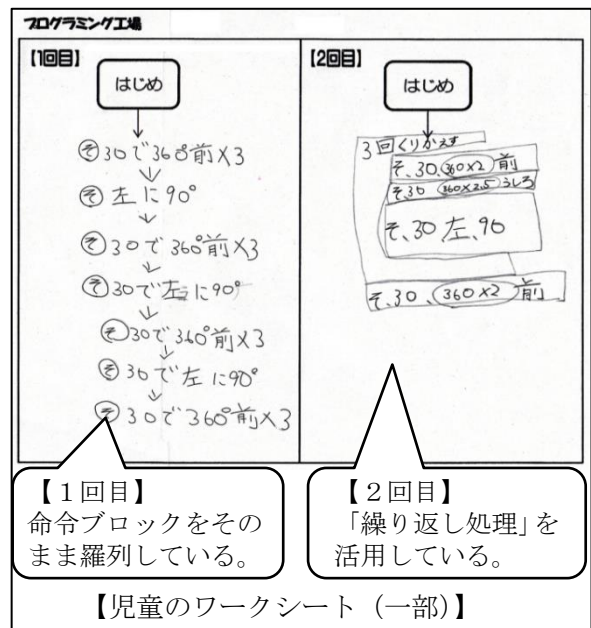 プログラミング工場
【1回目】
はじめ
そ 30で360°前×3
そ 左に90°
そ 30で360°前×3
そ 30で左に90°
そ 30で360°前×3
そ 30で左に90°
そ 30で360°前×3
【2回目】
はじめ
3回くりかえす
そ、30、360×2 前
そ、30 360×2.5 うしろ
そ、30 左、90
そ、30、360×2 前
【1回目】
命令ブロックをその
まま羅列している。
【2回目】
「繰り返し処理」を
活用している。
【児童のワークシート（一部）】